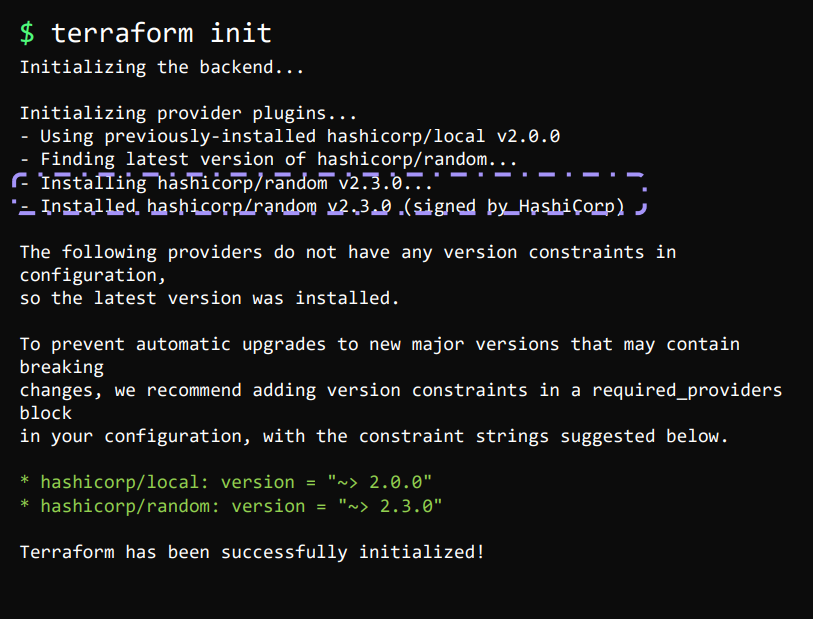 $ terraform init
Initializing the backend...
Initializing provider plugins...
- Using previously-installed hashicorp/local v2.0.0
- Finding latest version of hashicorp/random...
- Installing hashicorp/random v2.3.0...
- Installed hashicorp/random v2.3.0 (signed by HashiCorp)
The following providers do not have any version constraints in
configuration,
so the latest version was installed.
To prevent automatic upgrades to new major versions that may contain
breaking
changes, we recommend adding version constraints in a required_providers
block
in your configuration, with the constraint strings suggested below.
* hashicorp/local: version = "~> 2.0.0"
* hashicorp/random: version = "~> 2.3.0"
Terraform has been successfully initialized!